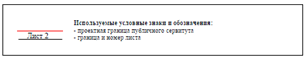 Используемые условные знаки и обозначения:
- проектная граница публичного сервитута
Лист 2 - граница и номер листа